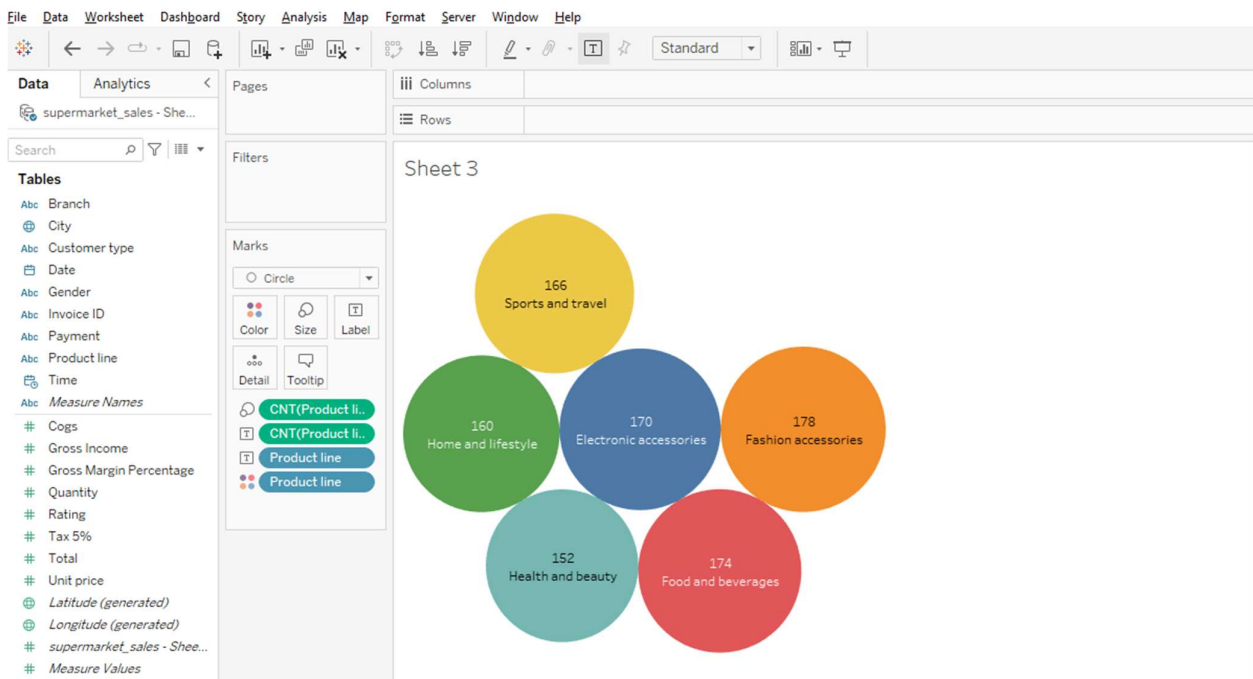 File Data Worksheet Dashboard Story Analysis Map Format Server Window Help
Standard
Data Analytics
supermarket_sales - She...
Search
Tables
Abc Branch
City
Abc Customer type
Date
Abc Gender
Abc Invoice ID
Abc Payment
Abc Product line
Time
Abc Measure Names
# Cogs
# Gross Income
# Gross Margin Percentage
# Quantity
# Rating
# Tax 5%
# Total
# Unit price
Latitude (generated)
Longitude (generated)
# supermarket_sales - Shee...
# Measure Values
Pages
Filters
Marks
Circle
Color Size Label
Detail Tooltip
CNT(Product li..
T CNT(Product li..
T Product line
Product line
iii Columns
Rows
Sheet 3
166
Sports and travel
160
Home and lifestyle
170
Electronic accessories
178
Fashion accessories
152
Health and beauty
174
Food and beverages